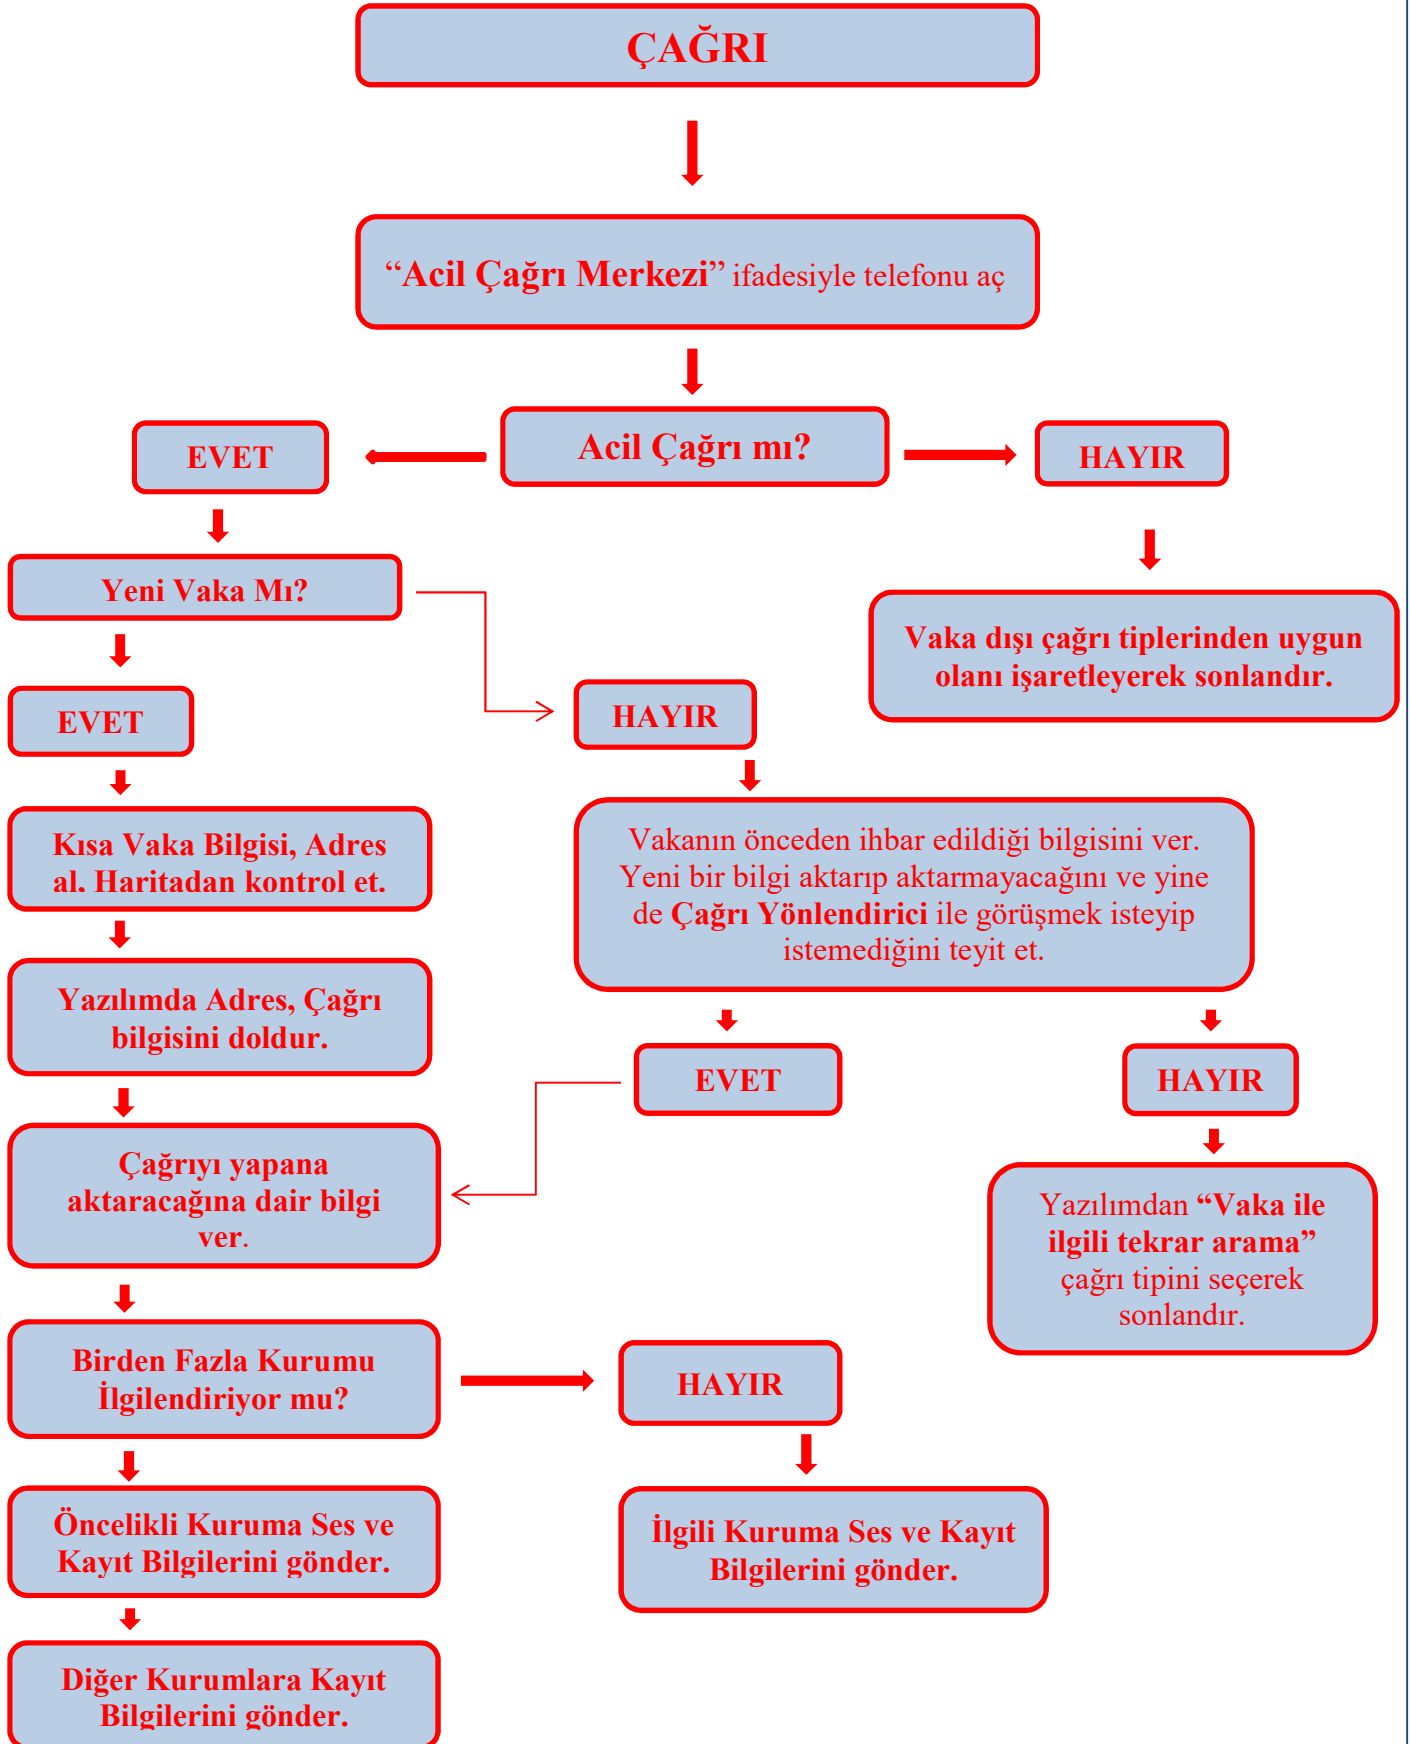 ÇAĞRI
“Acil Çağrı Merkezi” ifadesiyle telefonu aç
Acil Çağrı mı?
EVET
HAYIR
Yeni Vaka Mı?
Vaka dışı çağrı tiplerinden uygun
olanı işaretleyerek sonlandır.
EVET
HAYIR
Kısa Vaka Bilgisi, Adres
al, Haritadan kontrol et.
Vakanın önceden ihbar edildiği bilgisini ver.
Yeni bir bilgi aktarıp aktarmayacağını ve yine
de Çağrı Yönlendirici ile görüşmek isteyip
istemediğini teyit et.
Yazılımda Adres, Çağrı
bilgisini doldur.
EVET
HAYIR
Çağrıyı yapana
aktaracağına dair bilgi
ver.
Yazılımdan “Vaka ile
ilgili tekrar arama”
çağrı tipini seçerek
sonlandır.
Birden Fazla Kurumu
İlgilendiriyor mu?
HAYIR
Öncelikli Kuruma Ses ve
Kayıt Bilgilerini gönder.
İlgili Kuruma Ses ve Kayıt
Bilgilerini gönder.
Diğer Kurumlara Kayıt
Bilgilerini gönder.